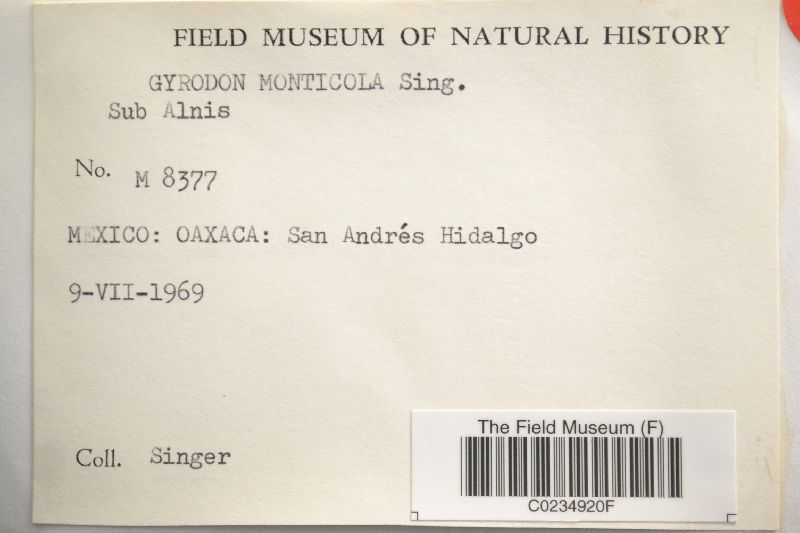 FIELD MUSEUM OF NATURAL HISTORY
GYRODON MONTICOLA Sing.
Sub Alnis
No. M 8377
MEXICO: OAXACA: San Andrés Hidalgo
9-VII-1969
Coll. Singer
The Field Museum (F)
C0234920F